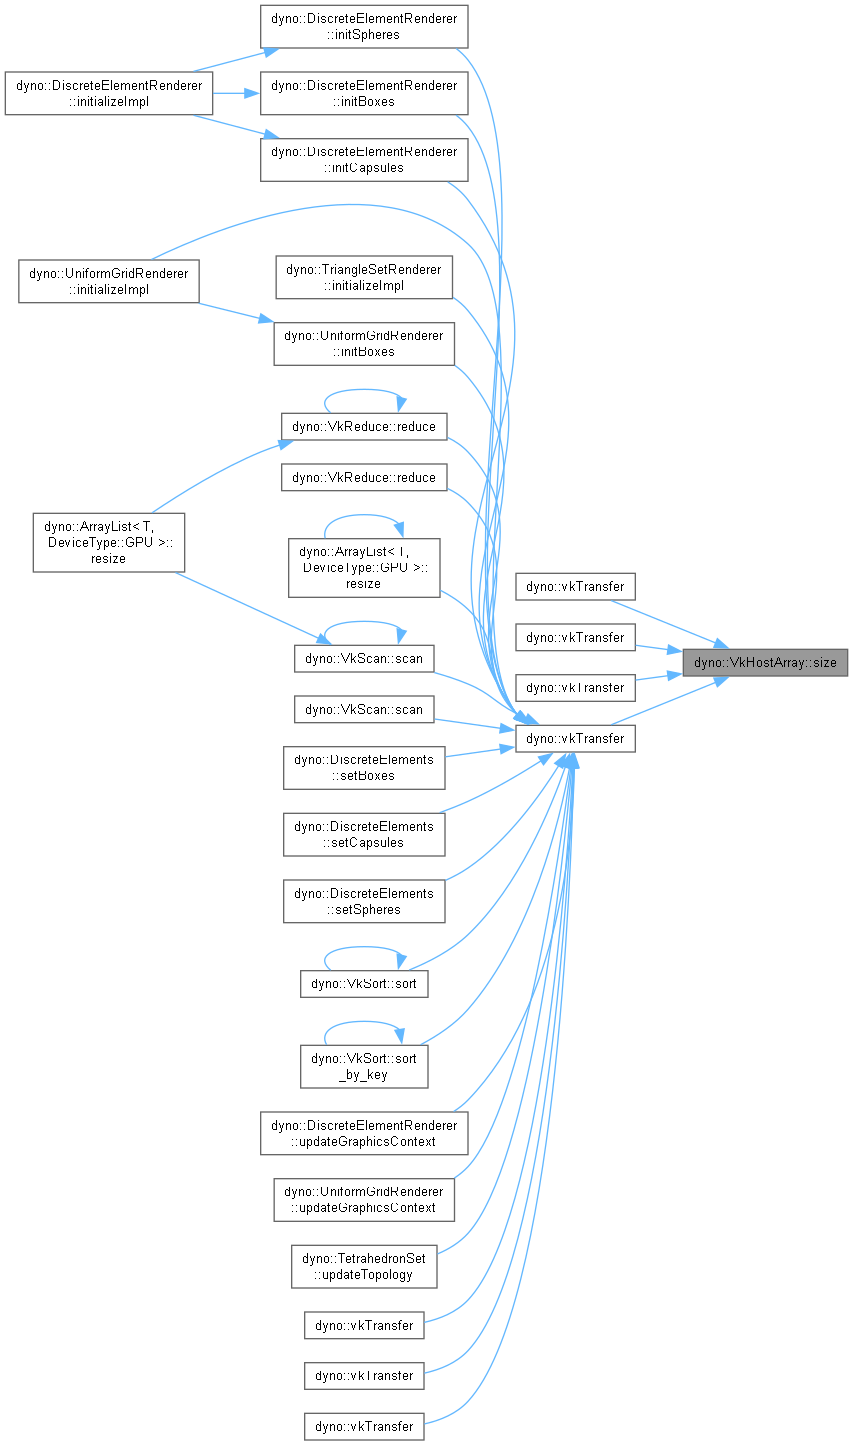 dyno::DiscreteElementRenderer
::initSpheres
dyno::DiscreteElementRenderer
::initializeImpl
dyno::DiscreteElementRenderer
::initBoxes
dyno::DiscreteElementRenderer
::initCapsules
dyno::UniformGridRenderer
::initializeImpl
dyno::TriangleSetRenderer
::initializeImpl
dyno::UniformGridRenderer
::initBoxes
dyno::VkReduce::reduce
dyno::VkReduce::reduce
dyno::ArrayList< T,
DeviceType::GPU >::
resize
dyno::ArrayList< T,
DeviceType::GPU >::
resize
dyno::vkTransfer
dyno::vkTransfer
dyno::VkScan::scan
dyno::VkHostArray::size
dyno::vkTransfer
dyno::VkScan::scan
dyno::vkTransfer
dyno::DiscreteElements
::setBoxes
dyno::DiscreteElements
::setCapsules
dyno::DiscreteElements
::setSpheres
dyno::VkSort::sort
dyno::VkSort::sort
_by_key
dyno::DiscreteElementRenderer
::updateGraphicsContext
dyno::UniformGridRenderer
::updateGraphicsContext
dyno::TetrahedronSet
::updateTopology
dyno::vkTransfer
dyno::vkTransfer
dyno::vkTransfer